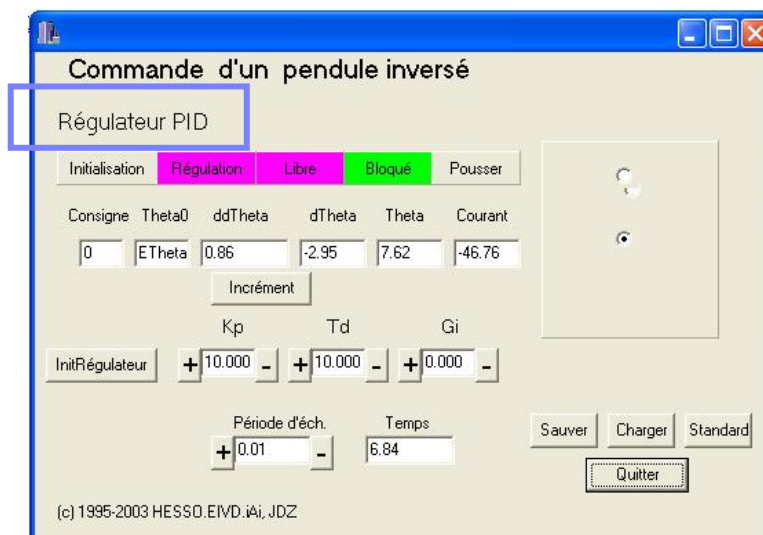 Commande d'un pendule inversé
Régulateur PID
Initialisation Régulation Libre Bloqué Pousser
Consigne Theta0 ddTheta dTheta Theta Courant
0 ETheta 0.86 -2.95 7.62 -46.76
Incrément
Kp Td Gi
InitRégulateur + 10.000 - + 10.000 - + 0.000 -
Période d'éch. Temps
+ 0.01 - 6.84
Sauver Charger Standard
Quitter
(c) 1995-2003 HESSO.EIVD.iAi, JDZ